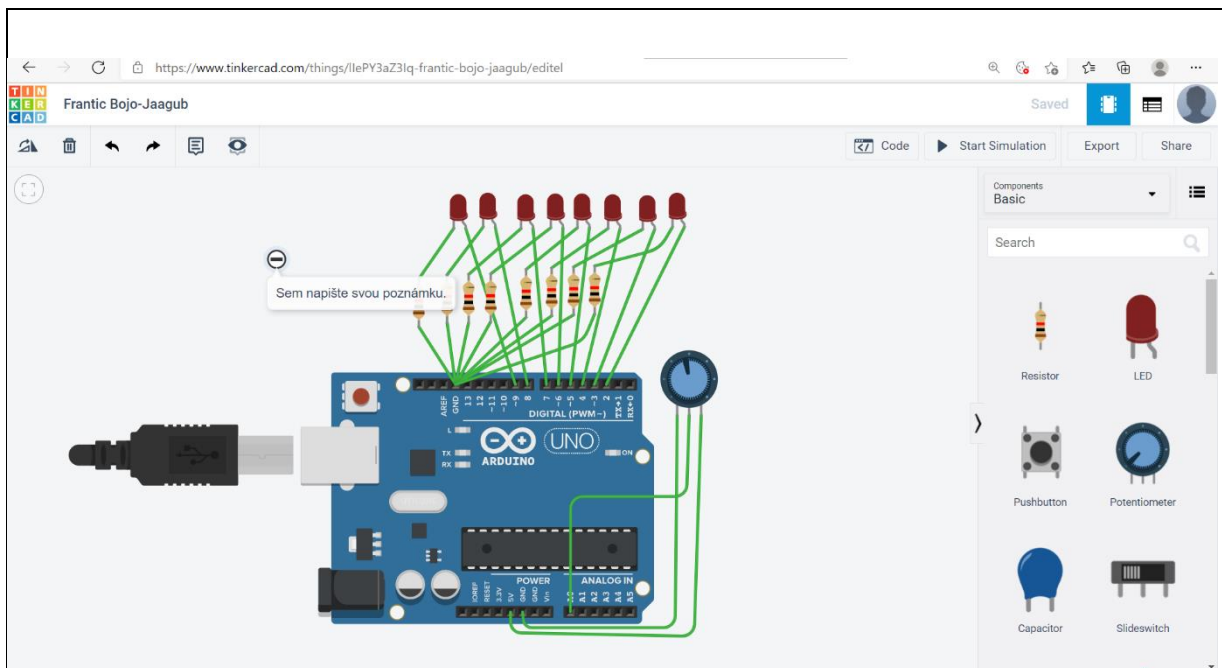 https://www.tinkercad.com/things/lIePY3aZ3Iq-frantic-bojo-jaagub/editel
TIN
KER
CAD
Frantic Bojo-Jaagub
Saved
Code
Start Simulation
Export
Share
Components
Basic
Search
Sem napište svou poznámku.
Resistor
LED
Pushbutton
Potentiometer
Capacitor
Slideswitch
AREF
GND
13
12
~11
~10
~9
8
7
~6
~5
4
~3
2
TX→1
RX←0
DIGITAL (PWM~)
L
TX
RX
ARDUINO
UNO
ON
POWER
ANALOG IN
IOREF
RESET
3.3V
5V
GND
GND
Vin
A0
A1
A2
A3
A4
A5